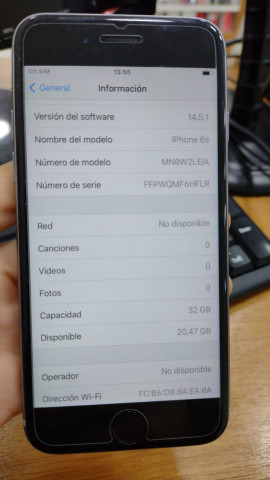 Sin SIM 13:55
General Información
Versión del software 14.5.1
Nombre del modelo iPhone 6s
Número de modelo MN0W2LE/A
Número de serie FFPWQMF6HFLR
Red No disponible
Canciones 0
Videos 0
Fotos 0
Capacidad 32 GB
Disponible 20,47 GB
Operador No disponible
Dirección Wi-Fi FC:B6:D8:8A:EA:8A